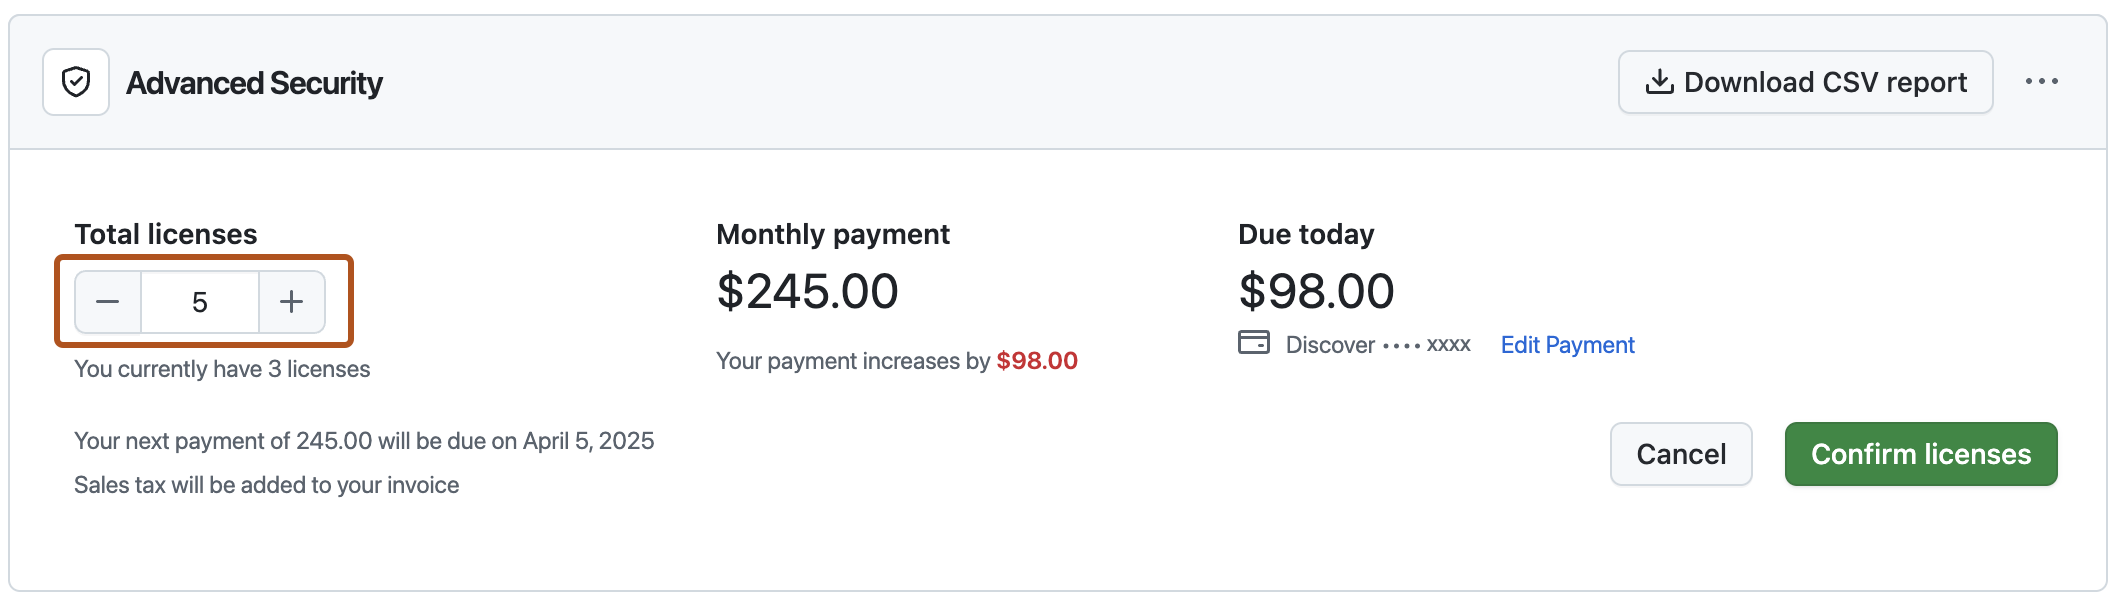 Advanced Security
Download CSV report
Total licenses
5
You currently have 3 licenses
Monthly payment
$245.00
Your payment increases by $98.00
Due today
$98.00
Discover •••• xxxx Edit Payment
Your next payment of 245.00 will be due on April 5, 2025
Sales tax will be added to your invoice
Cancel
Confirm licenses